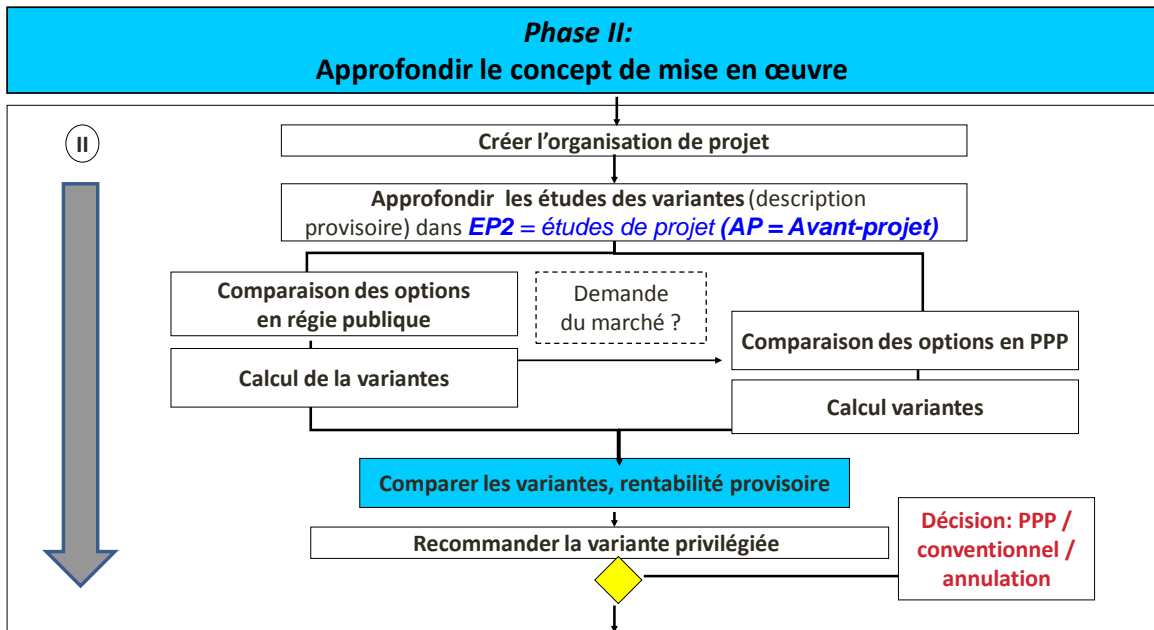 Phase II:
Approfondir le concept de mise en œuvre
II
Créer l’organisation de projet
Approfondir les études des variantes (description
provisoire) dans EP2 = études de projet (AP = Avant-projet)
Comparaison des options
en régie publique
Demande
du marché ?
Comparaison des options en PPP
Calcul de la variantes
Calcul variantes
Comparer les variantes, rentabilité provisoire
Recommander la variante privilégiée
Décision: PPP /
conventionnel /
annulation